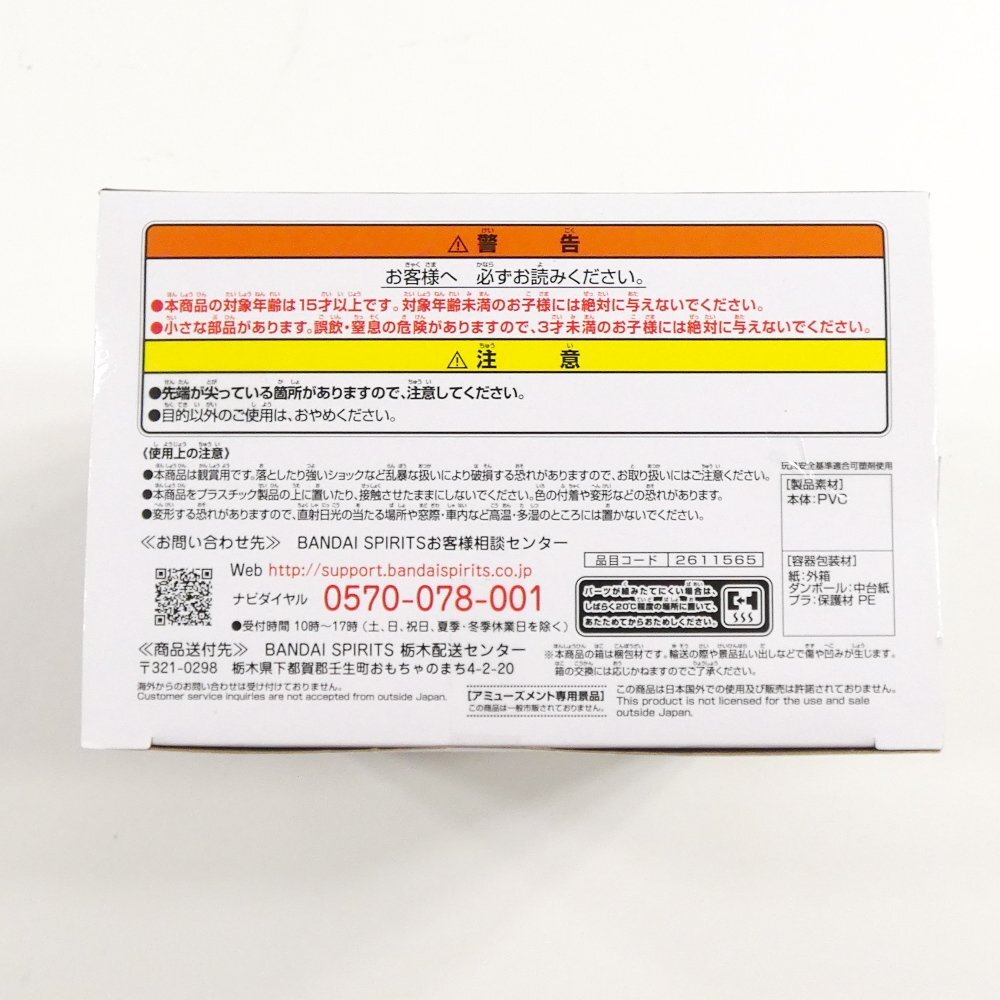 ⚠警 告
お客様へ 必ずお読みください。
●本商品の対象年齢は15才以上です。対象年齢未満のお子様には絶対に与えないでください。
●小さな部品があります。誤飲・窒息の危険がありますので、3才未満のお子様には絶対に与えないでください。
⚠注 意
●先端が尖っている箇所がありますので、注意してください。
●目的以外のご使用は、おやめください。
《使用上の注意》
●本商品は観賞用です。落としたり強いショックなど乱暴な扱いにより破損する恐れがありますので、お取り扱いにはご注意ください。
●本商品をプラスチック製品の上に置いたり、接触させたままにしないでください。色の付着や変形などの恐れがあります。
●変形する恐れがありますので、直射日光の当たる場所や窓際・車内など高温・多湿のところには置かないでください。
玩具安全基準適合可塑剤使用
[製品素材]
本体:PVC
[容器包装材]
紙:外箱
ダンボール:中台紙
プラ:保護材 PE
≪お問い合わせ先≫ BANDAI SPIRITSお客様相談センター
Web http://support.bandaispirits.co.jp
ナビダイヤル 0570-078-001
●受付時間 10時〜17時 (土、日、祝日、夏季・冬季休業日を除く)
品目コード 2611565
パーツが組みたてにくい場合は、
しばらく20℃程度の場所に置いて、
あたためてからおためしください。
≪商品送付先≫ BANDAI SPIRITS 栃木配送センター
〒321-0298 栃木県下都賀郡壬生町おもちゃのまち4-2-20
※本商品の箱は梱包材です。輸送の際や景品払い出しなどで傷や凹みが生じます。
箱の交換には応じかねますのでご了承ください。
海外からのお問い合わせは受け付けておりません。
Customer service inquiries are not accepted from outside Japan.
[アミューズメント専用景品]
この商品は一般市販されておりません。
この商品は日本国外での使用及び販売は許諾されておりません。
This product is not licensed for the use and sale
outside Japan.